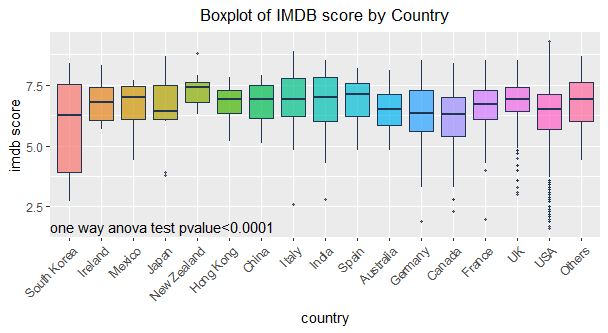 Boxplot of IMDB score by Country
imdb score
7.5
5.0
2.5
one way anova test pvalue<0.0001
South Korea
Ireland
Mexico
Japan
New Zealand
Hong Kong
China
Italy
India
Spain
Australia
Germany
Canada
France
UK
USA
Others
country